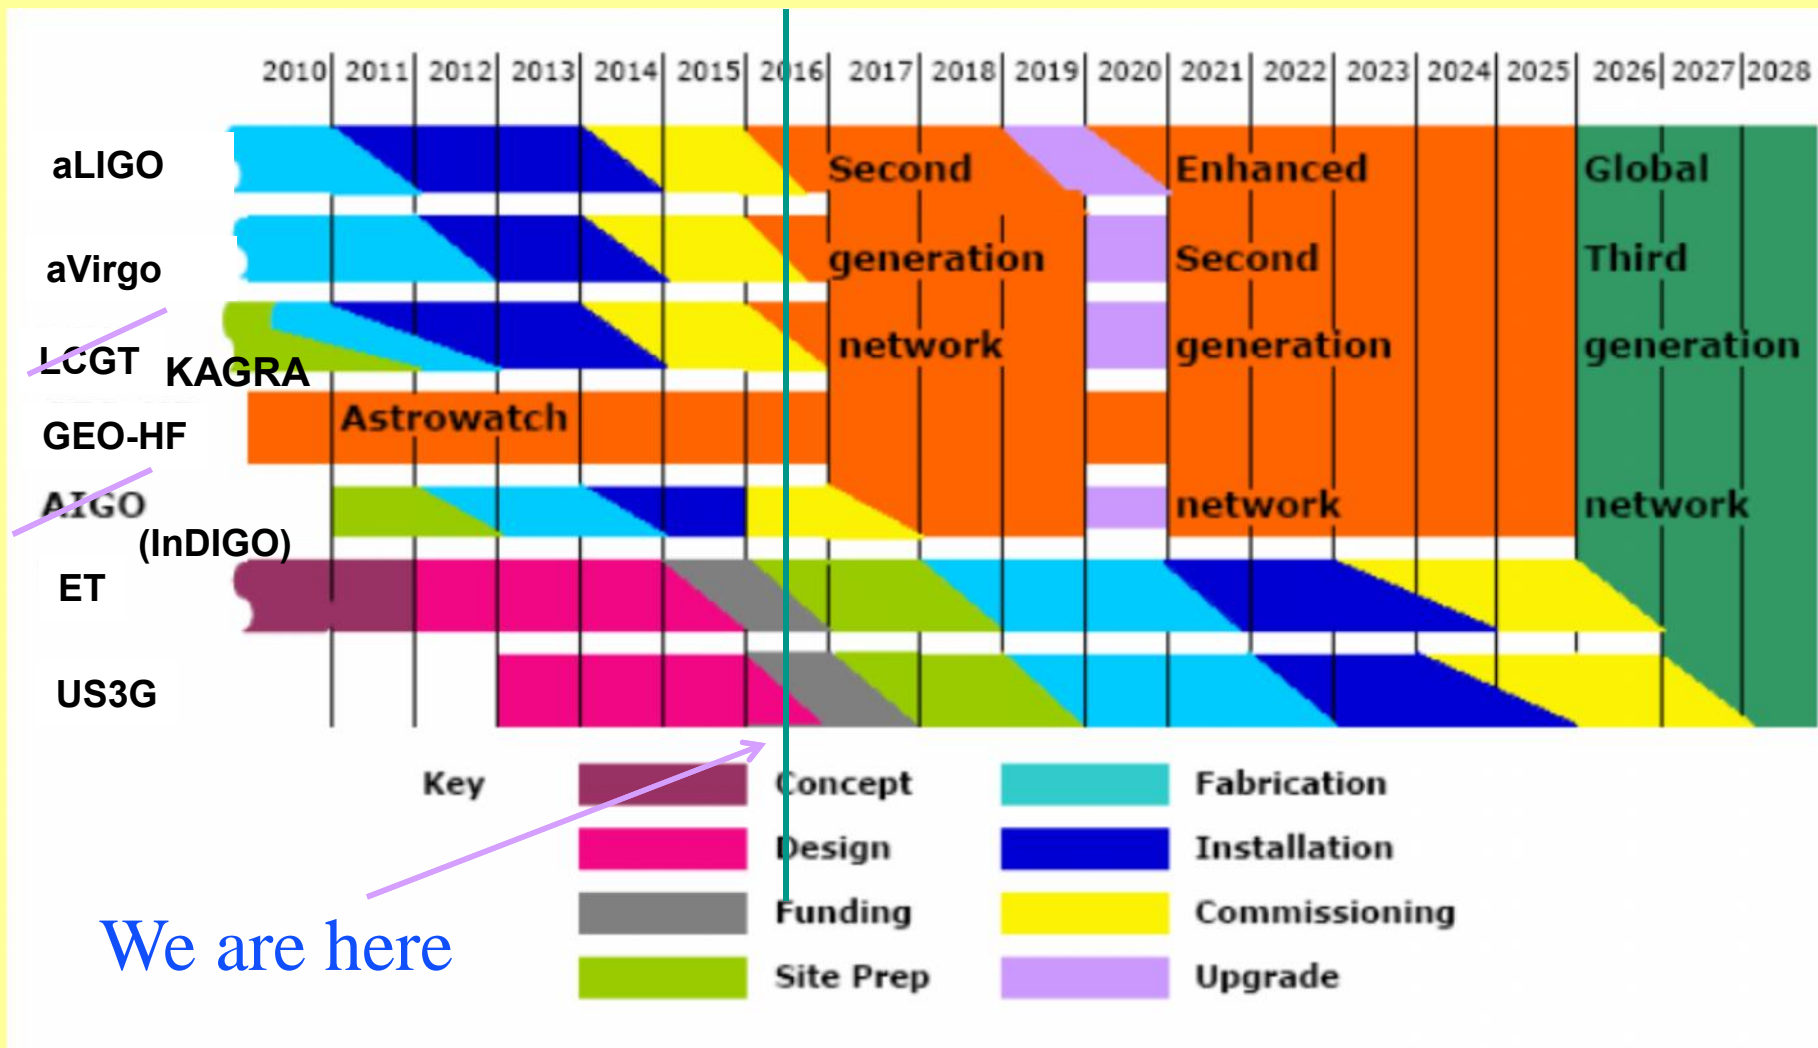 2010 2011 2012 2013 2014 2015 2016 2017 2018 2019 2020 2021 2022 2023 2024 2025 2026 2027 2028
aLIGO
Second
Enhanced
Global
aVirgo
generation
Second
Third
LCGT
KAGRA
network
generation
generation
GEO-HF
Astrowatch
AIGO
(InDIGO)
network
network
ET
US3G
Key
Concept
Fabrication
Design
Installation
Funding
Commissioning
Site Prep
Upgrade
We are here